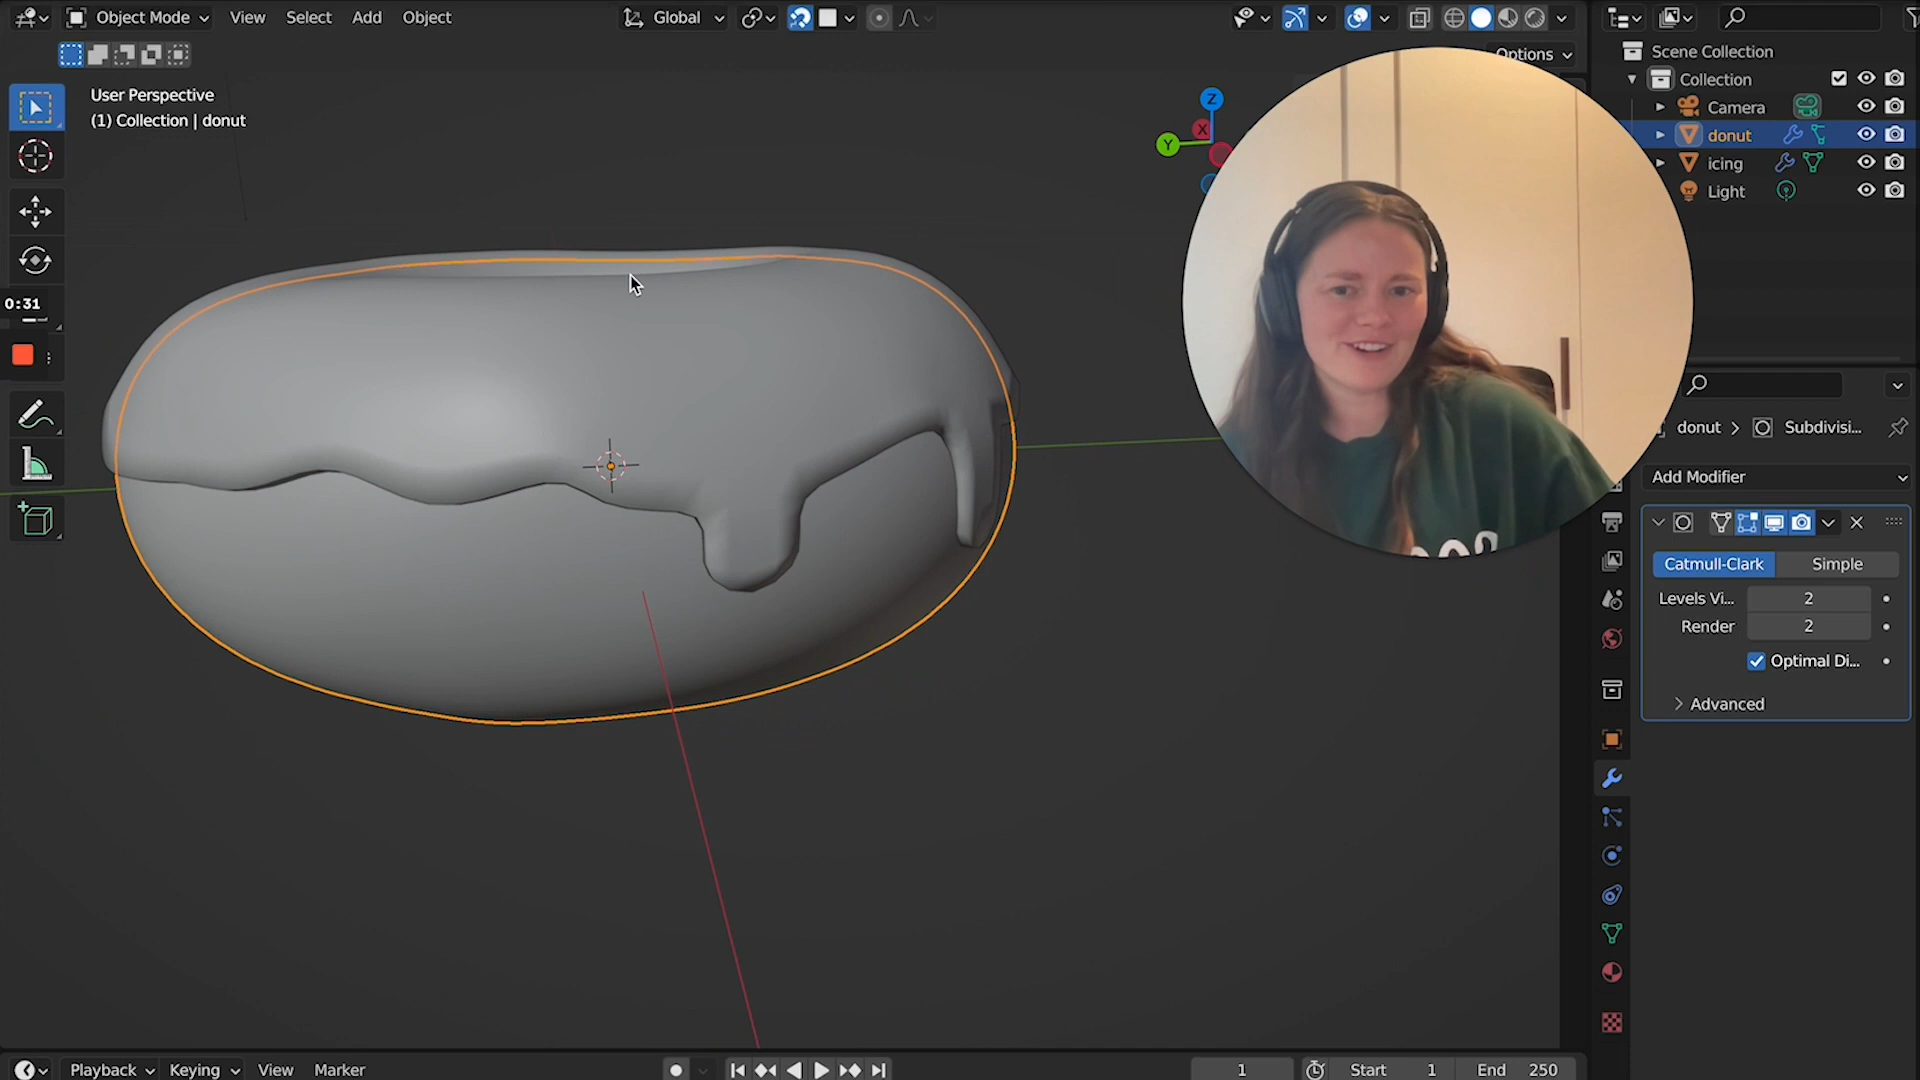 Object Mode View Select Add Object Global
Options
User Perspective
(1) Collection | donut
Z
X
Y
0:31
Scene Collection
Collection
Camera
donut
icing
Light
donut > Subdivisi...
Add Modifier
Catmull-Clark Simple
Levels Vi... 2
Render 2
Optimal Di...
Advanced
Playback Keying View Marker 1 Start 1 End 250